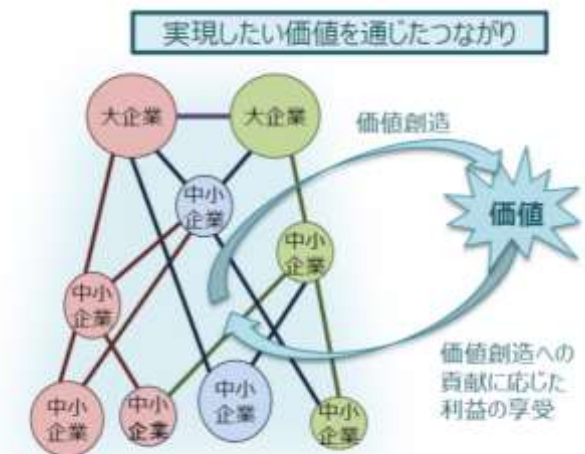 実現したい価値を通じたつながり
大企業
大企業
価値創造
中小
企業
価値
中小
企業
中小
企業
価値創造への
貢献に応じた
利益の享受
中小
企業
中小
企業
中小
企業
中小
企業